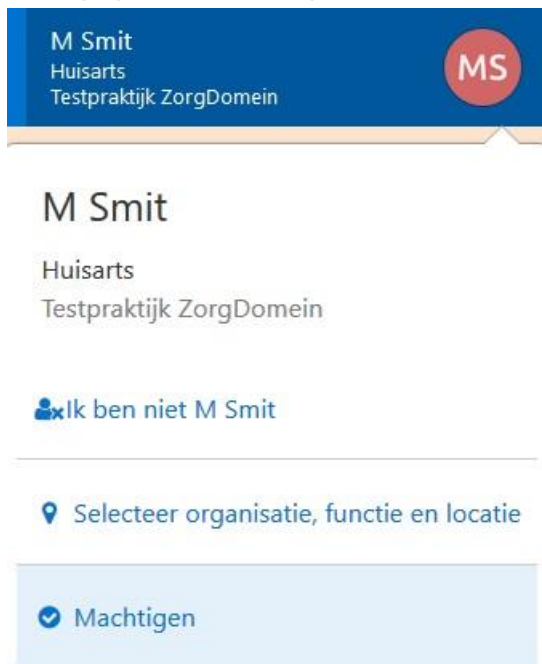 M Smit
Huisarts
Testpraktijk ZorgDomein
MS
M Smit
Huisarts
Testpraktijk ZorgDomein
Ik ben niet M Smit
Selecteer organisatie, functie en locatie
Machtigen